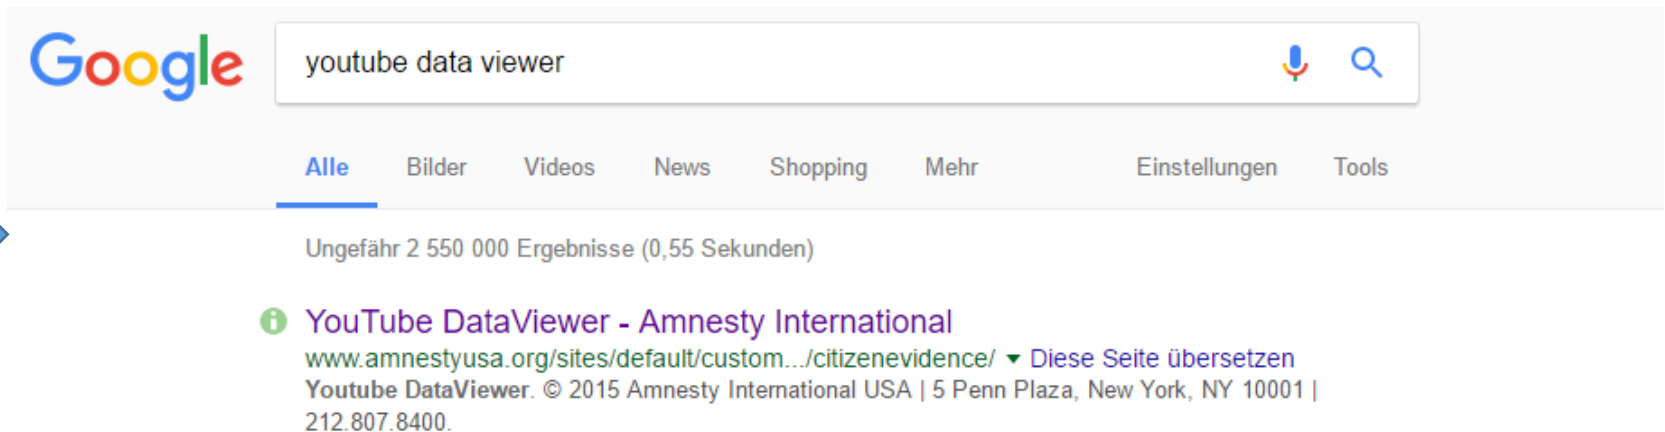 Google youtube data viewer
Alle Bilder Videos News Shopping Mehr Einstellungen Tools
Ungefähr 2 550 000 Ergebnisse (0,55 Sekunden)
YouTube DataViewer - Amnesty International
www.amnestyusa.org/sites/default/custom.../citizenevidence/ Diese Seite übersetzen
Youtube DataViewer. © 2015 Amnesty International USA | 5 Penn Plaza, New York, NY 10001 |
212.807.8400.